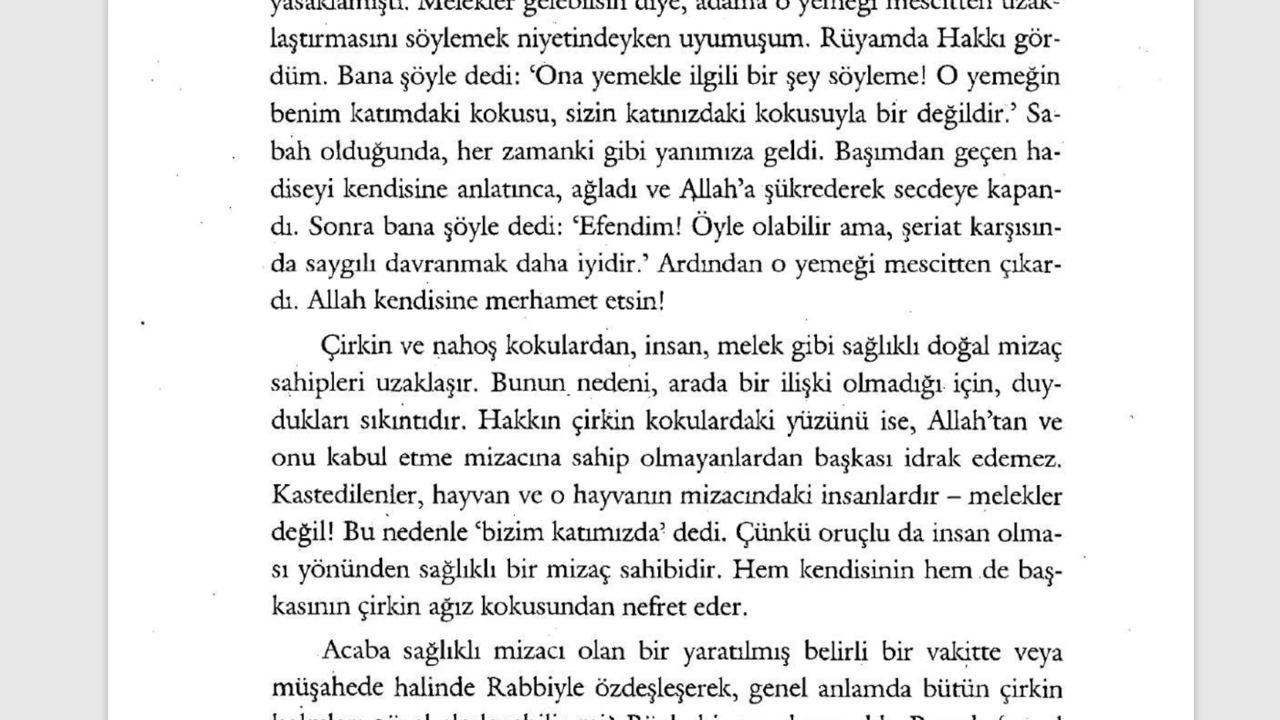 yasaklamıştı. Melekler gelebilsin diye, adama o yemeği mescitten uzak-
laştırmasını söylemek niyetindeyken uyumuşum. Rüyamda Hakkı gör-
düm. Bana şöyle dedi: ‘Ona yemekle ilgili bir şey söyleme! O yemeğin
benim katımdaki kokusu, sizin katınızdaki kokusuyla bir değildir.’ Sa-
bah olduğunda, her zamanki gibi yanımıza geldi. Başımdan geçen ha-
diseyi kendisine anlatınca, ağladı ve Allah’a şükrederek secdeye kapan-
dı. Sonra bana şöyle dedi: ‘Efendim! Öyle olabilir ama, şeriat karşısın-
da saygılı davranmak daha iyidir.’ Ardından o yemeği mescitten çıkar-
dı. Allah kendisine merhamet etsin!
Çirkin ve nahoş kokulardan, insan, melek gibi sağlıklı doğal mizaç
sahipleri uzaklaşır. Bunun nedeni, arada bir ilişki olmadığı için, duy-
dukları sıkıntıdır. Hakkın çirkin kokulardaki yüzünü ise, Allah’tan ve
onu kabul etme mizacına sahip olmayanlardan başkası idrak edemez.
Kastedilenler, hayvan ve o hayvanın mizacındaki insanlardır – melekler
değil! Bu nedenle ‘bizim katımızda’ dedi. Çünkü oruçlu da insan olma-
sı yönünden sağlıklı bir mizaç sahibidir. Hem kendisinin hem de baş-
kasının çirkin ağız kokusundan nefret eder.
Acaba sağlıklı mizacı olan bir yaratılmış belirli bir vakitte veya
müşahede halinde Rabbiyle özdeşleşerek, genel anlamda bütün çirkin